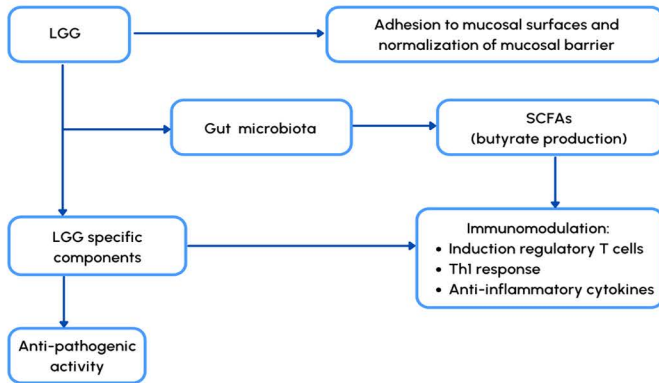 LGG
Adhesion to mucosal surfaces and
normalization of mucosal barrier
Gut microbiota
SCFAs
(butyrate production)
LGG specific
components
Immunomodulation:
• Induction regulatory T cells
• Th1 response
• Anti-inflammatory cytokines
Anti-pathogenic
activity